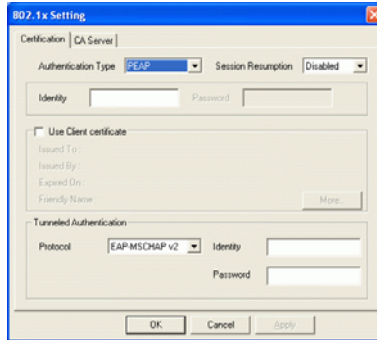 802.1x Setting
Certification CA Server
Authentication Type PEAP Session Resumption Disabled
Identity Password
Use Client certificate
Issued To :
Issued By :
Expired On :
Friendly Name
More...
Tunneled Authentication
Protocol EAP-MSCHAP v2 Identity
Password
OK Cancel Apply